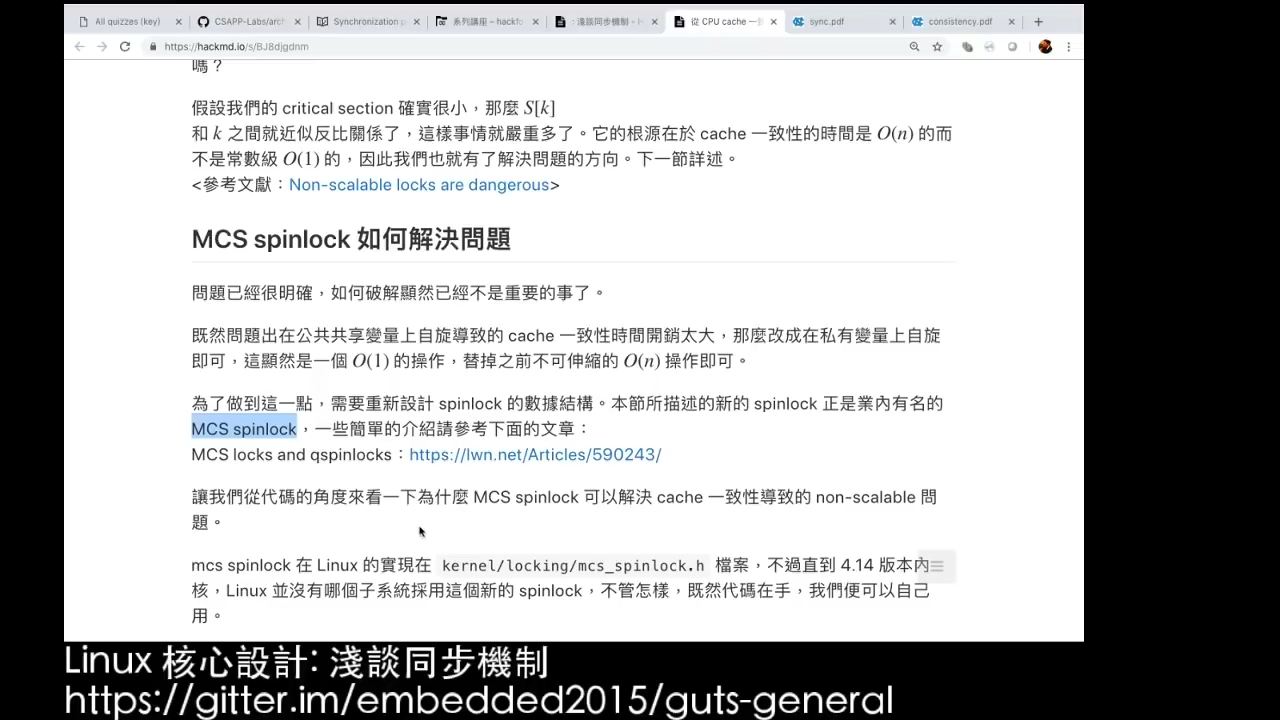 All quizzes (key)
CSAPP-Labs/arch
Synchronization p
系列講座 - hackfo
: 淺談同步機制 - H
從 CPU cache 一致
sync.pdf
consistency.pdf
https://hackmd.io/s/BJ8djgdnm
嗎？
假設我們的 critical section 確實很小，那麼 S[k]
和 k 之間就近似反比關係了，這樣事情就嚴重多了。它的根源在於 cache 一致性的時間是 O(n) 的而
不是常數級 O(1) 的，因此我們也就有了解決問題的方向。下一節詳述。
<參考文獻：Non-scalable locks are dangerous>
MCS spinlock 如何解決問題
問題已經很明確，如何破解顯然已經不是重要的事了。
既然問題出在公共共享變量上自旋導致的 cache 一致性時間開銷太大，那麼改成在私有變量上自旋
即可，這顯然是一個 O(1) 的操作，替掉之前不可伸縮的 O(n) 操作即可。
為了做到這一點，需要重新設計 spinlock 的數據結構。本節所描述的新的 spinlock 正是業內有名的
MCS spinlock，一些簡單的介紹請參考下面的文章：
MCS locks and qspinlocks：https://lwn.net/Articles/590243/
讓我們從代碼的角度來看一下為什麼 MCS spinlock 可以解決 cache 一致性導致的 non-scalable 問
題。
mcs spinlock 在 Linux 的實現在 kernel/locking/mcs_spinlock.h 檔案，不過直到 4.14 版本內
核，Linux 並沒有哪個子系統採用這個新的 spinlock，不管怎樣，既然代碼在手，我們便可以自己
用。
Linux 核心設計: 淺談同步機制
https://gitter.im/embedded2015/guts-general